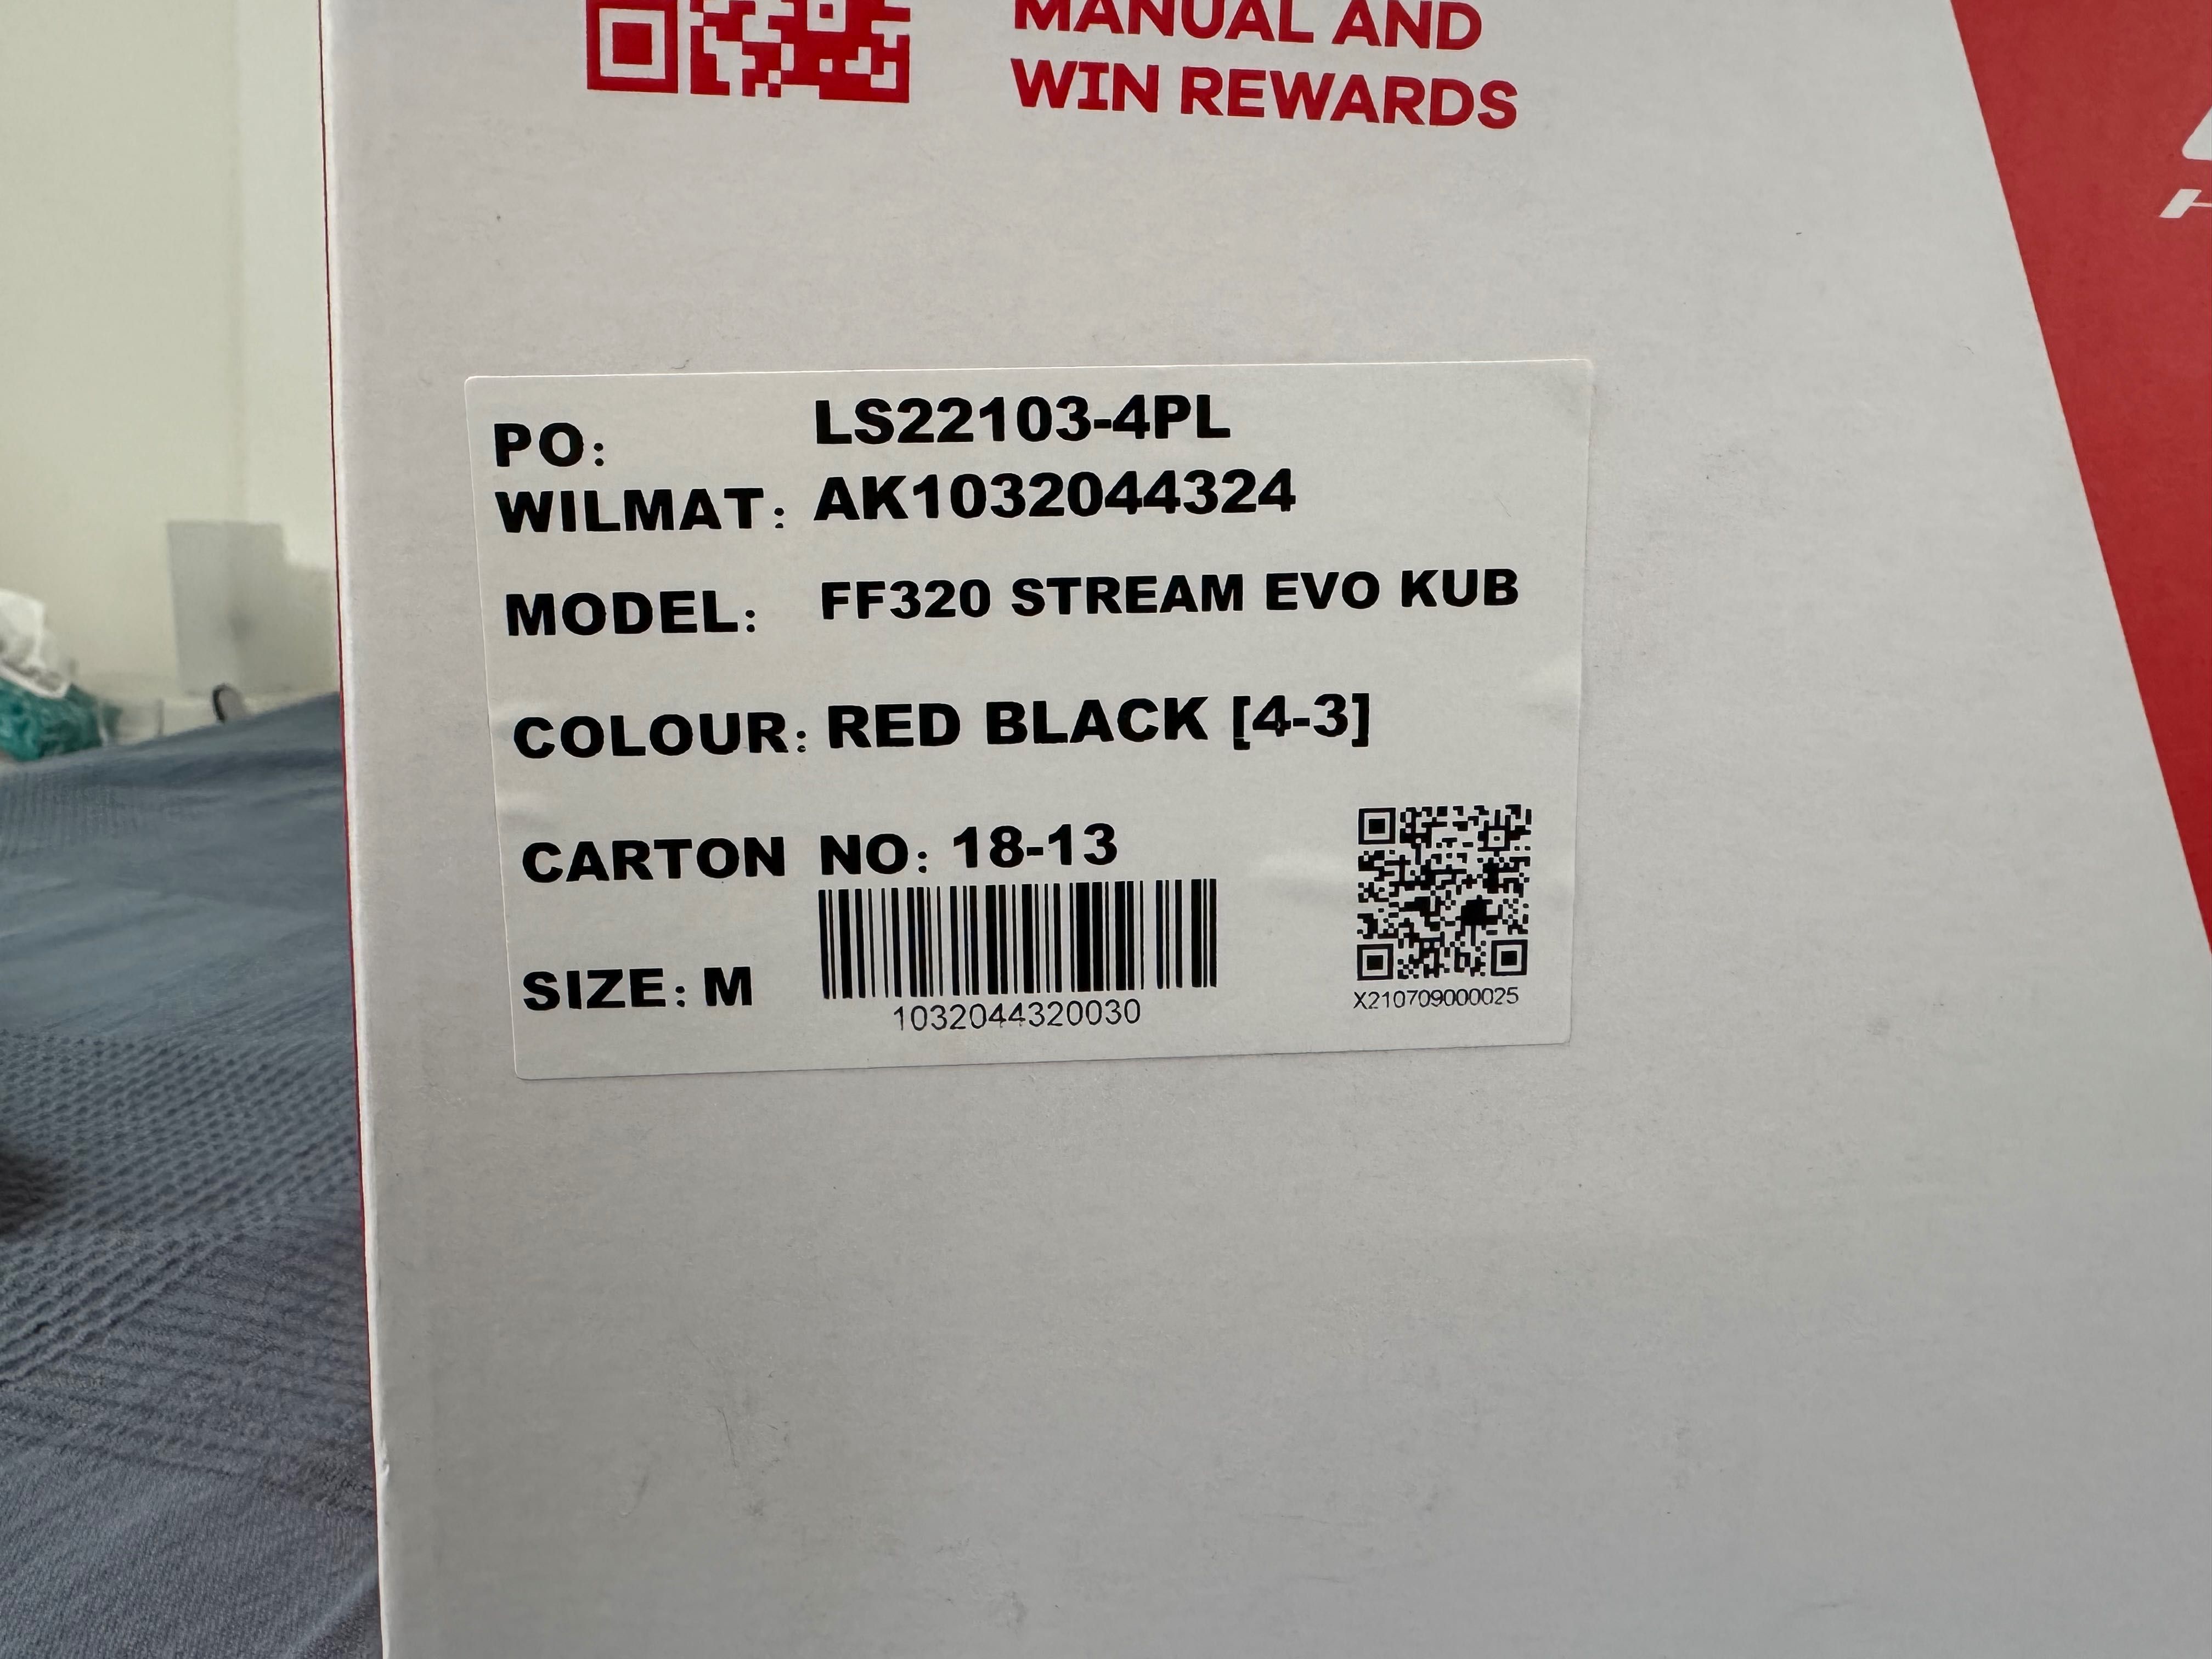 MANUAL AND
WIN REWARDS
PO: LS22103-4PL
WILMAT: AK1032044324
MODEL: FF320 STREAM EVO KUB
COLOUR: RED BLACK [4-3]
CARTON NO: 18-13
SIZE: M
1032044320030
X210709000025